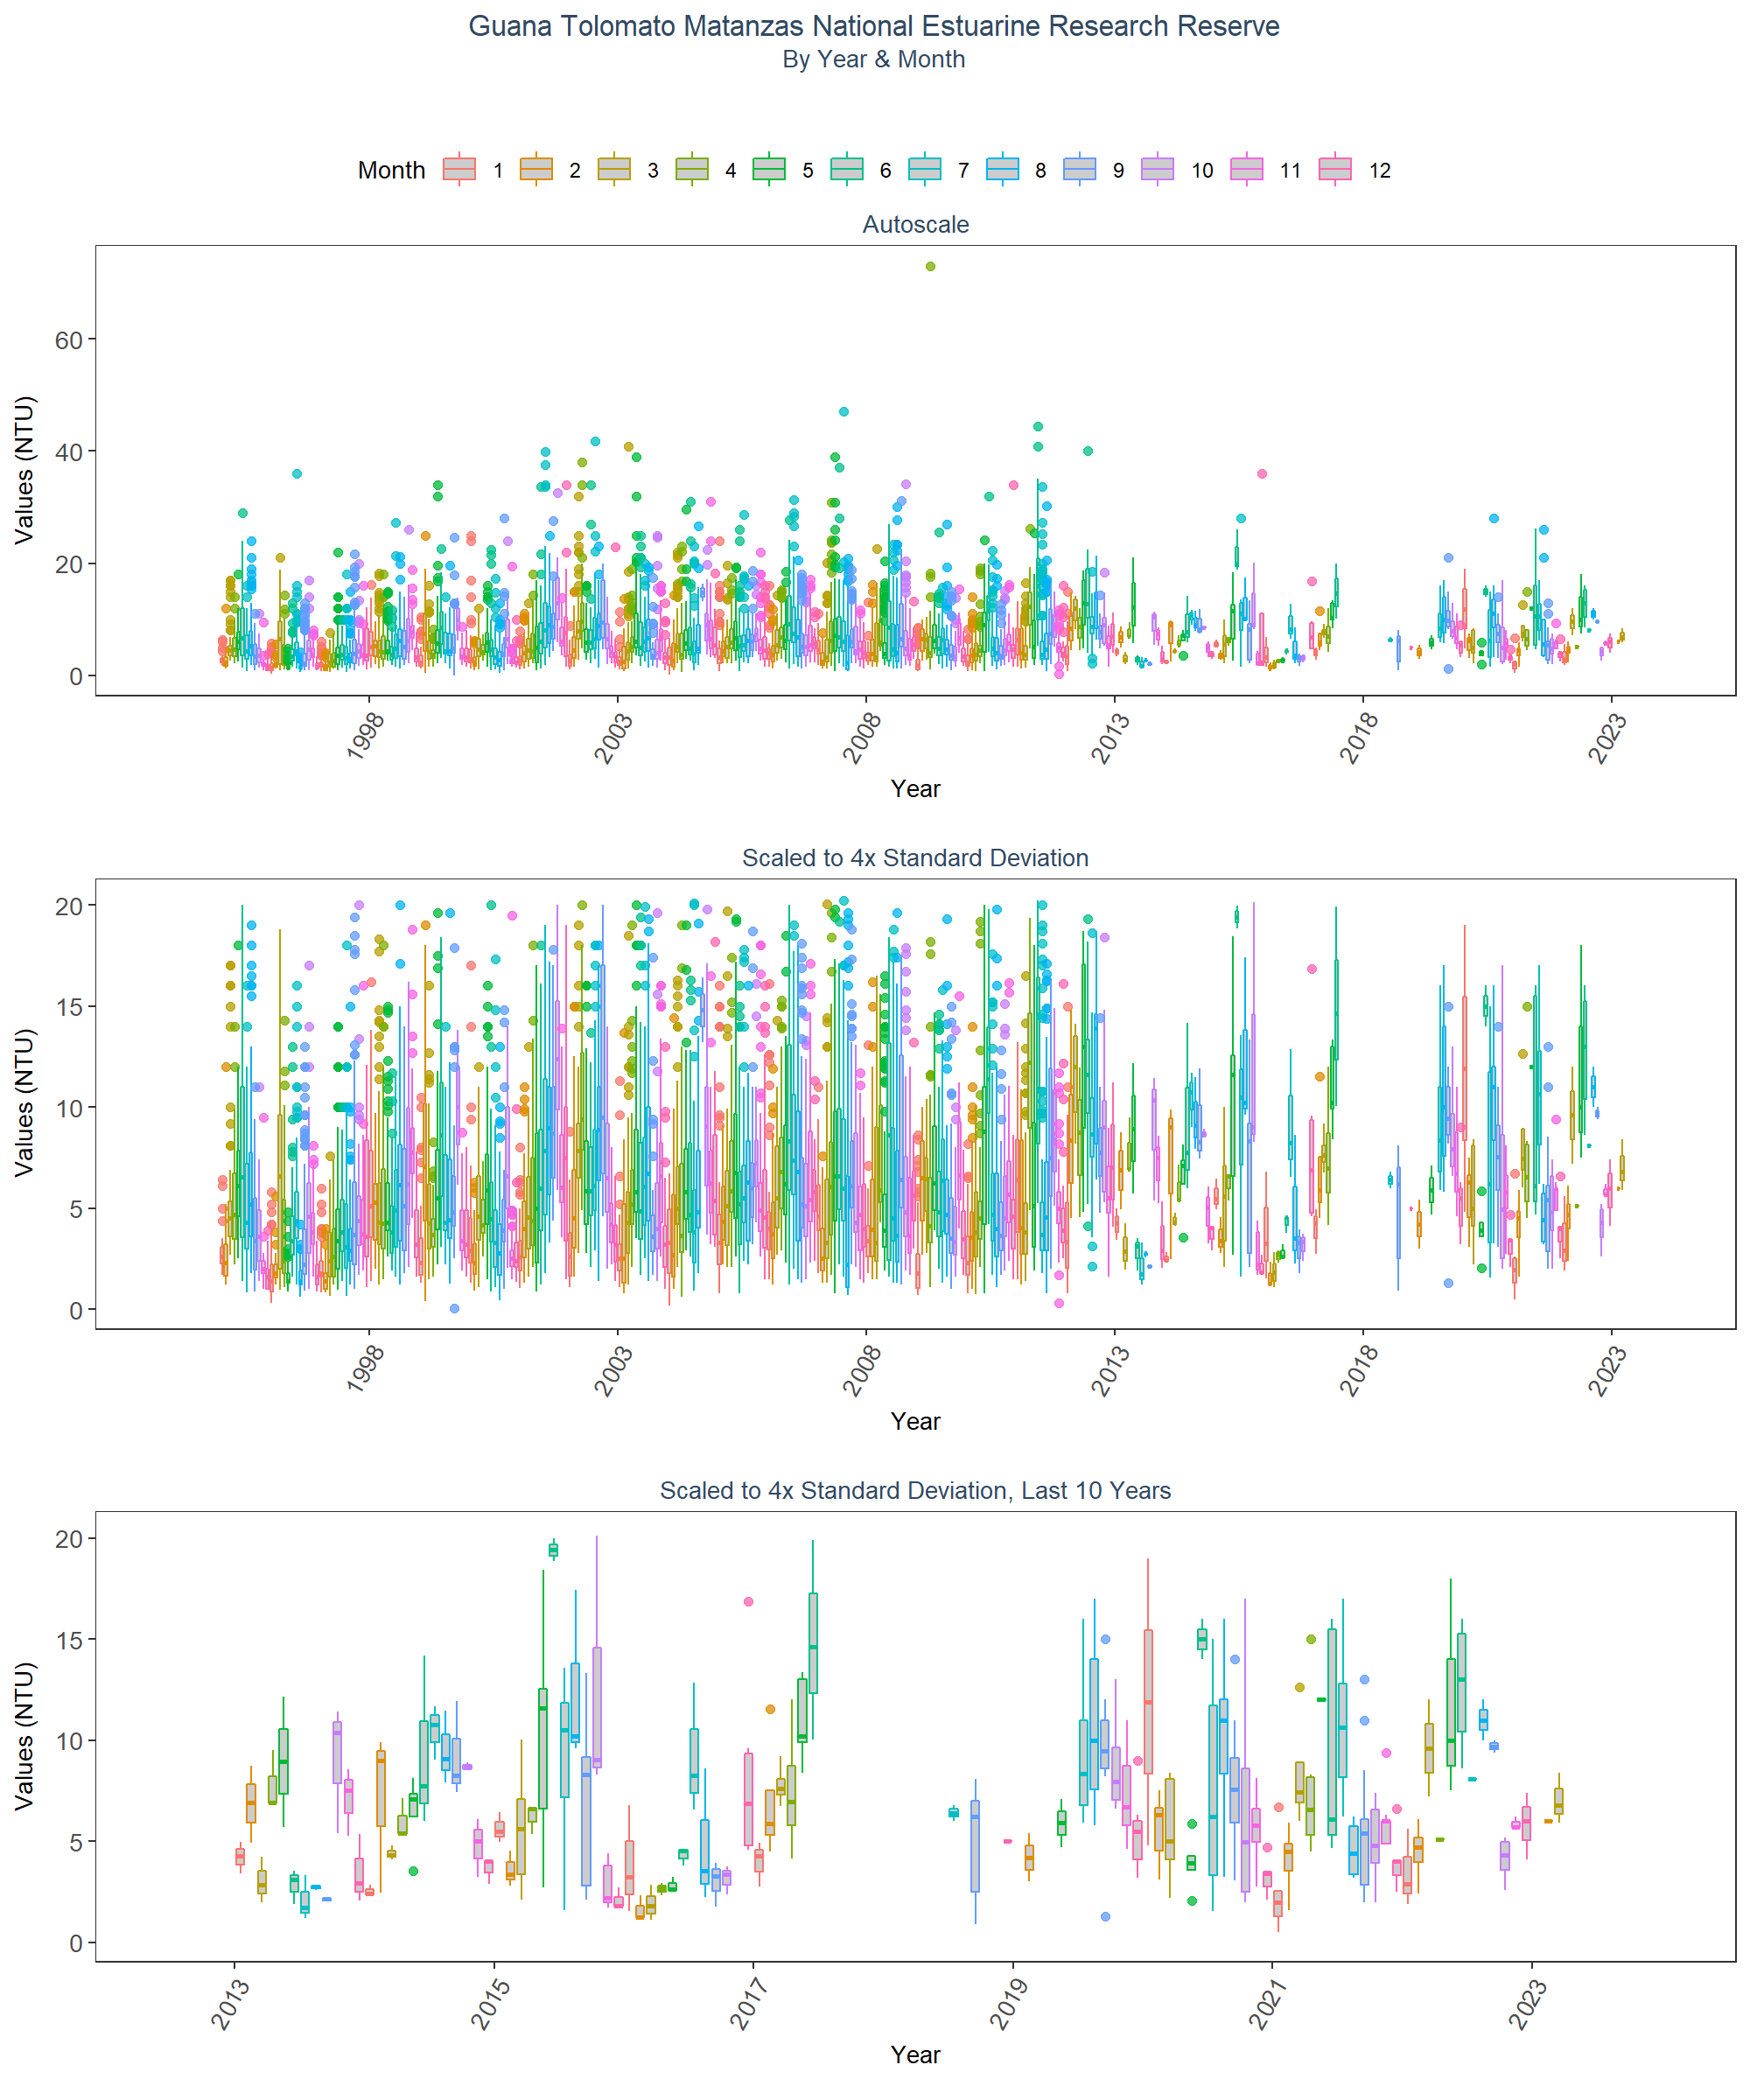 Guana Tolomato Matanzas National Estuarine Research Reserve
By Year & Month
Month 1 2 3 4 5 6 7 8 9 10 11 12
Autoscale
Values (NTU)
60
40
20
0
1998 2003 2008 2013 2018 2023
Year
Scaled to 4x Standard Deviation
Values (NTU)
20
15
10
5
0
1998 2003 2008 2013 2018 2023
Year
Scaled to 4x Standard Deviation, Last 10 Years
Values (NTU)
20
15
10
5
0
2013 2015 2017 2019 2021 2023
Year